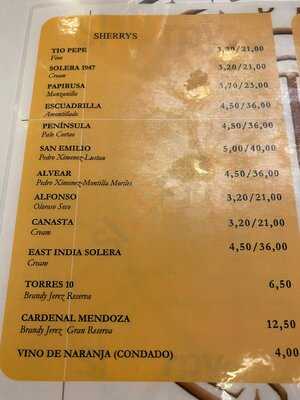 SHERRYS
TIO PEPE 3,20/21,00
Fino
SOLERA 1947 3,20/21,00
Cream
PAPIRUSA 3,70/23,00
Manzanilla
ESCUADRILLA 4,50/36,00
Amontillado
PENÍNSULA 4,50/36,00
Palo Cortao
SAN EMILIO 5,00/40,00
Pedro Ximenez-Lustau
ALVEAR 4,50/36,00
Pedro Ximenez-Montilla Moriles
ALFONSO 3,20/21,00
Oloroso Seco
CANASTA 3,20/21,00
Cream
EAST INDIA SOLERA 4,50/36,00
Cream
TORRES 10 6,50
Brandy Jerez Reserva
CARDENAL MENDOZA 12,50
Brandy Jerez Gran Reserva
VINO DE NARANJA (CONDADO) 4,00